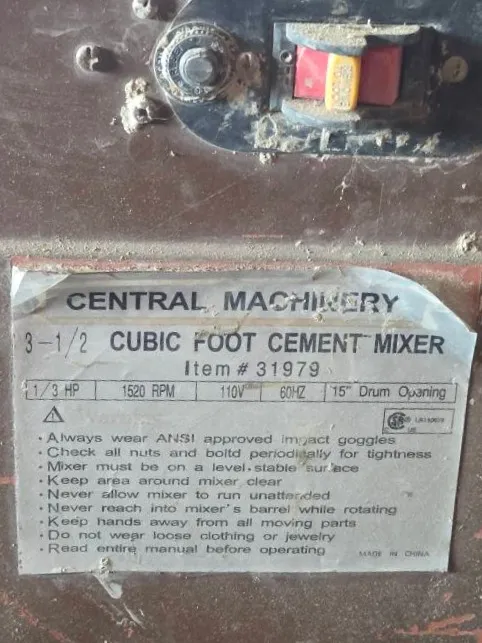 CENTRAL MACHINERY
3-1/2 CUBIC FOOT CEMENT MIXER
Item # 31979
1/3 HP 1520 RPM 110V 60HZ 15" Drum Opening
· Always wear ANSI approved impact goggles
· Check all nuts and boltd periodically for tightness
· Mixer must be on a level, stable surface
· Keep area around mixer clear
· Never allow mixer to run unattended
· Never reach into mixer's barrel while rotating
· Keep hands away from all moving parts
· Do not wear loose clothing or jewelry
· Read entire manual before operating
MADE IN CHINA